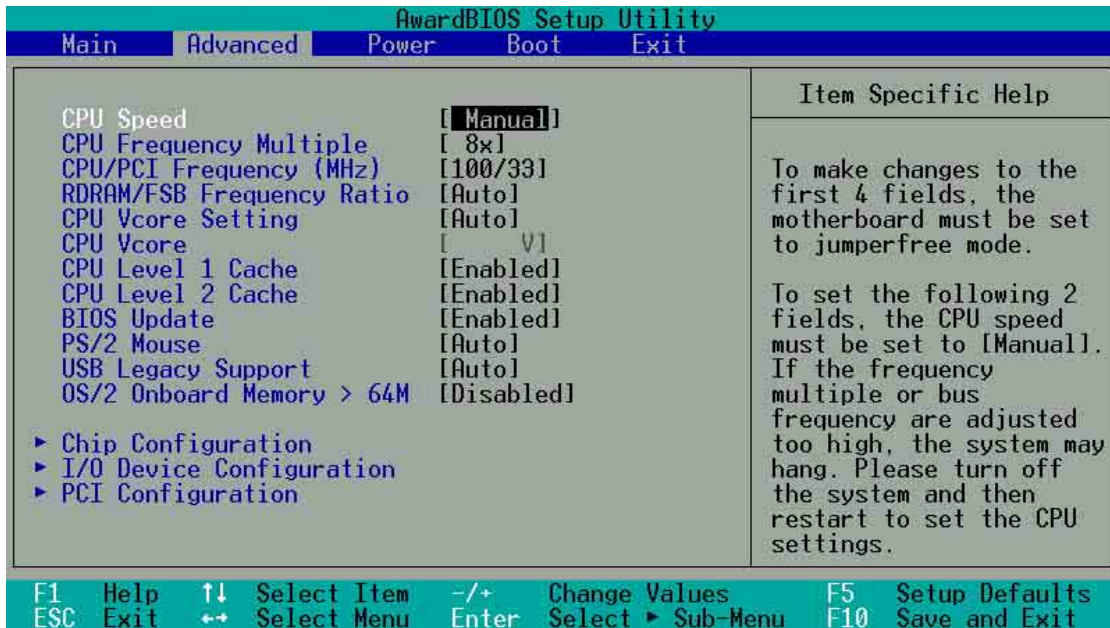 AwardBIOS Setup Utility
Main Advanced Power Boot Exit
CPU Speed [ Manual]
CPU Frequency Multiple [ 8x]
CPU/PCI Frequency (MHz) [100/33]
RDRAM/FSB Frequency Ratio [Auto]
CPU Vcore Setting [Auto]
CPU Vcore [ V]
CPU Level 1 Cache [Enabled]
CPU Level 2 Cache [Enabled]
BIOS Update [Enabled]
PS/2 Mouse [Auto]
USB Legacy Support [Auto]
OS/2 Onboard Memory > 64M [Disabled]
▸ Chip Configuration
▸ I/O Device Configuration
▸ PCI Configuration
Item Specific Help
To make changes to the
first 4 fields, the
motherboard must be set
to jumperfree mode.
To set the following 2
fields, the CPU speed
must be set to [Manual].
If the frequency
multiple or bus
frequency are adjusted
too high, the system may
hang. Please turn off
the system and then
restart to set the CPU
settings.
F1 Help ↑↓ Select Item -/+ Change Values F5 Setup Defaults
ESC Exit ←→ Select Menu Enter Select ▸ Sub-Menu F10 Save and Exit